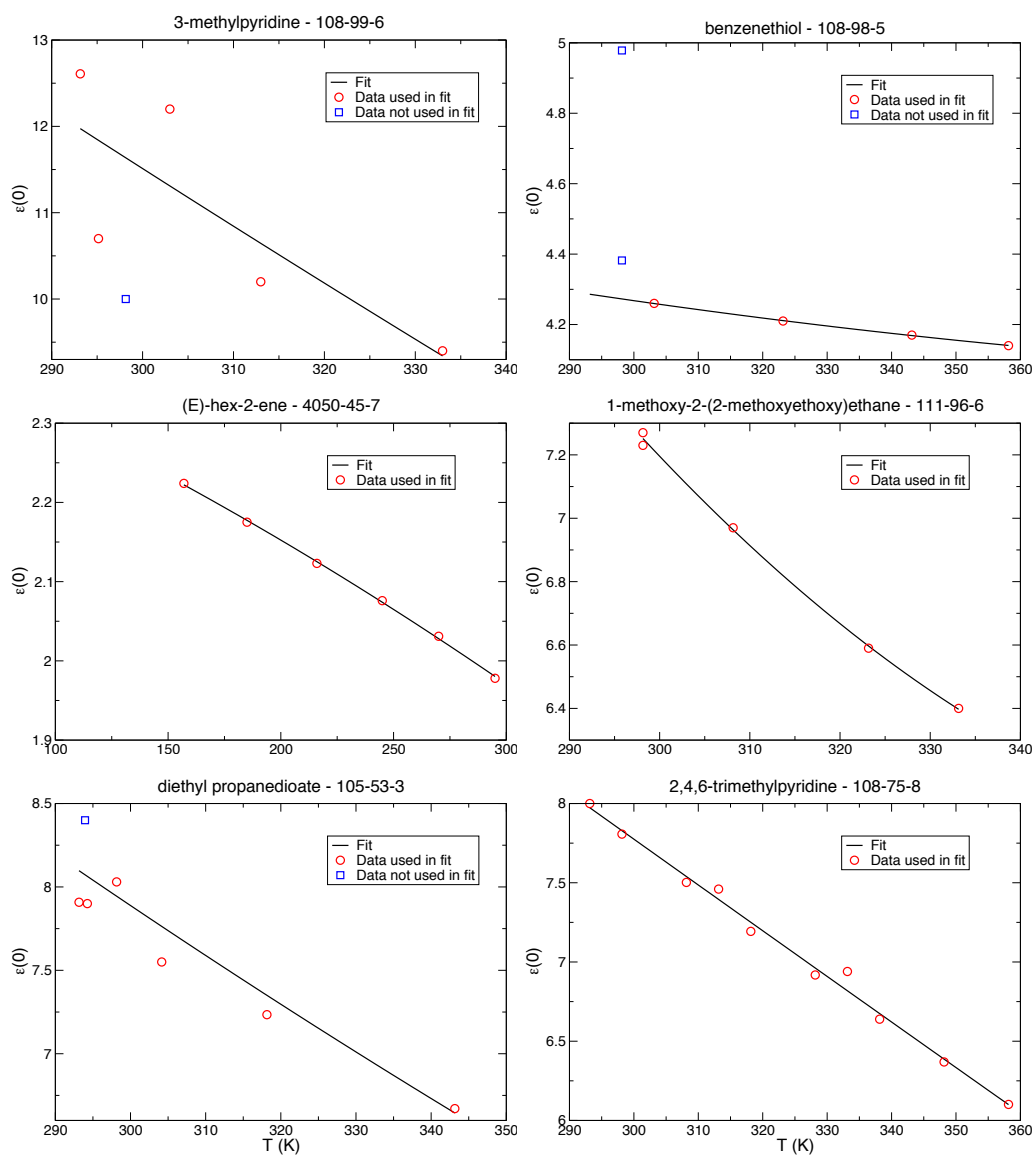 3-methylpyridine - 108-99-6
13
12
11
10
ε(0)
290 300 310 320 330 340
Fit
Data used in fit
Data not used in fit
benzenethiol - 108-98-5
5
4.8
4.6
4.4
4.2
ε(0)
290 300 310 320 330 340 350 360
Fit
Data used in fit
Data not used in fit
(E)-hex-2-ene - 4050-45-7
2.3
2.2
2.1
2
1.9
ε(0)
100 150 200 250 300
Fit
Data used in fit
1-methoxy-2-(2-methoxyethoxy)ethane - 111-96-6
7.2
7
6.8
6.6
6.4
ε(0)
290 300 310 320 330 340
Fit
Data used in fit
diethyl propanedioate - 105-53-3
8.5
8
7.5
7
ε(0)
290 300 310 320 330 340 350
T (K)
Fit
Data used in fit
Data not used in fit
2,4,6-trimethylpyridine - 108-75-8
8
7.5
7
6.5
6
ε(0)
290 300 310 320 330 340 350 360
T (K)
Fit
Data used in fit